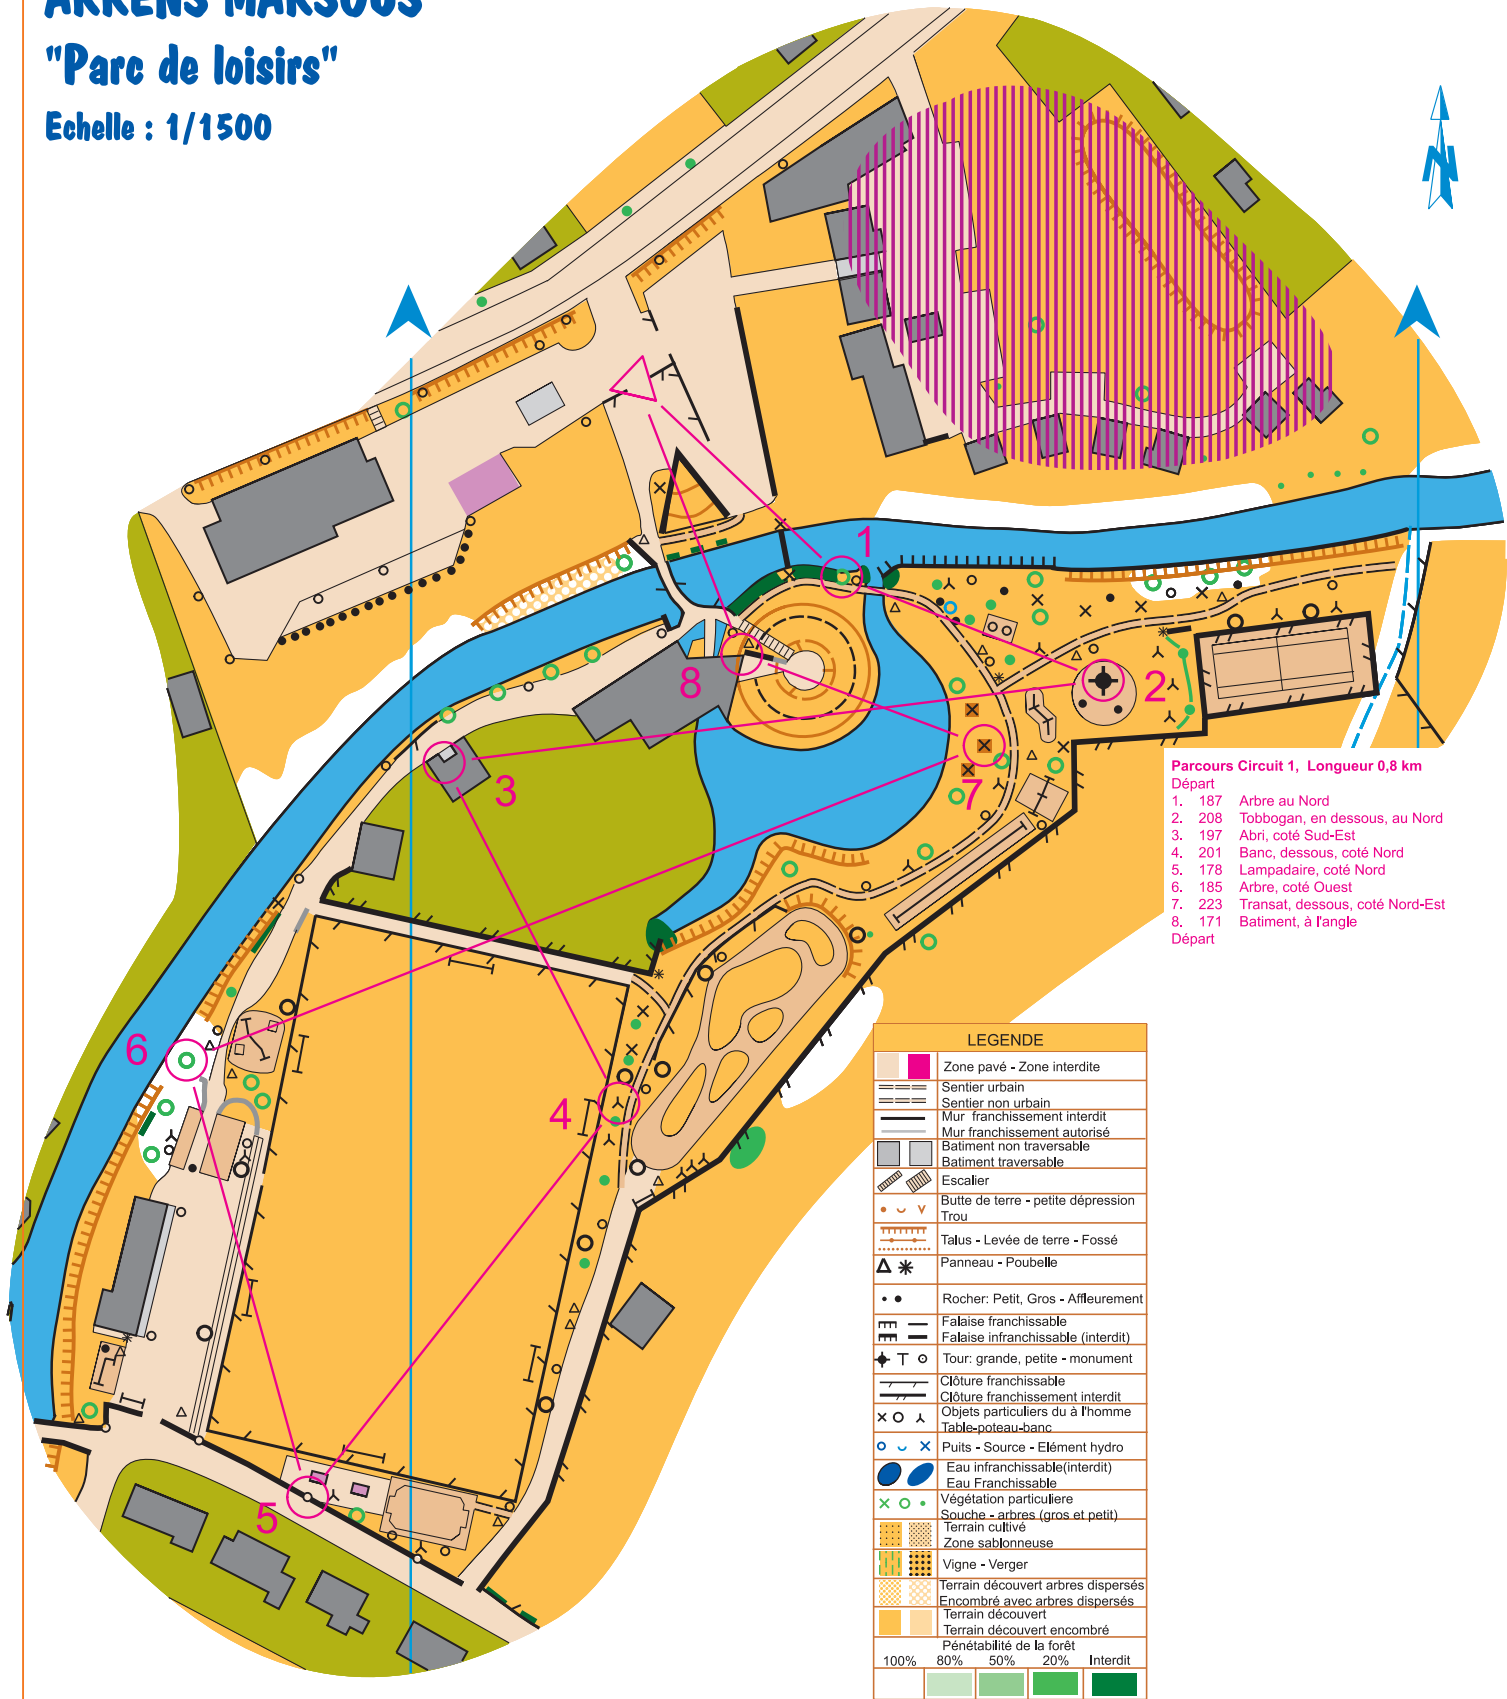 ARRENS MARSOUS
"Parc de loisirs"
Echelle : 1/1500
N
1
2
3
4
5
6
7
8
Parcours Circuit 1, Longueur 0,8 km
Départ
1. 187 Arbre au Nord
2. 208 Tobbogan, en dessous, au Nord
3. 197 Abri, coté Sud-Est
4. 201 Banc, dessous, coté Nord
5. 178 Lampadaire, coté Nord
6. 185 Arbre, coté Ouest
7. 223 Transat, dessous, coté Nord-Est
8. 171 Batiment, à l'angle
Départ
LEGENDE
Zone pavé - Zone interdite
Sentier urbain
Sentier non urbain
Mur franchissement interdit
Mur franchissement autorisé
Batiment non traversable
Batiment traversable
Escalier
Butte de terre - petite dépression
Trou
Talus - Levée de terre - Fossé
Panneau - Poubelle
Rocher: Petit, Gros - Affleurement
Falaise franchissable
Falaise infranchissable (interdit)
Tour: grande, petite - monument
Clôture franchissable
Clôture franchissement interdit
Objets particuliers du à l'homme
Table-poteau-banc
Puits - Source - Elément hydro
Eau infranchissable(interdit)
Eau Franchissable
Végétation particuliere
Souche - arbres (gros et petit)
Terrain cultivé
Zone sablonneuse
Vigne - Verger
Terrain découvert arbres dispersés
Encombré avec arbres dispersés
Terrain découvert
Terrain découvert encombré
Pénétabilité de la forêt
100% 80% 50% 20% Interdit